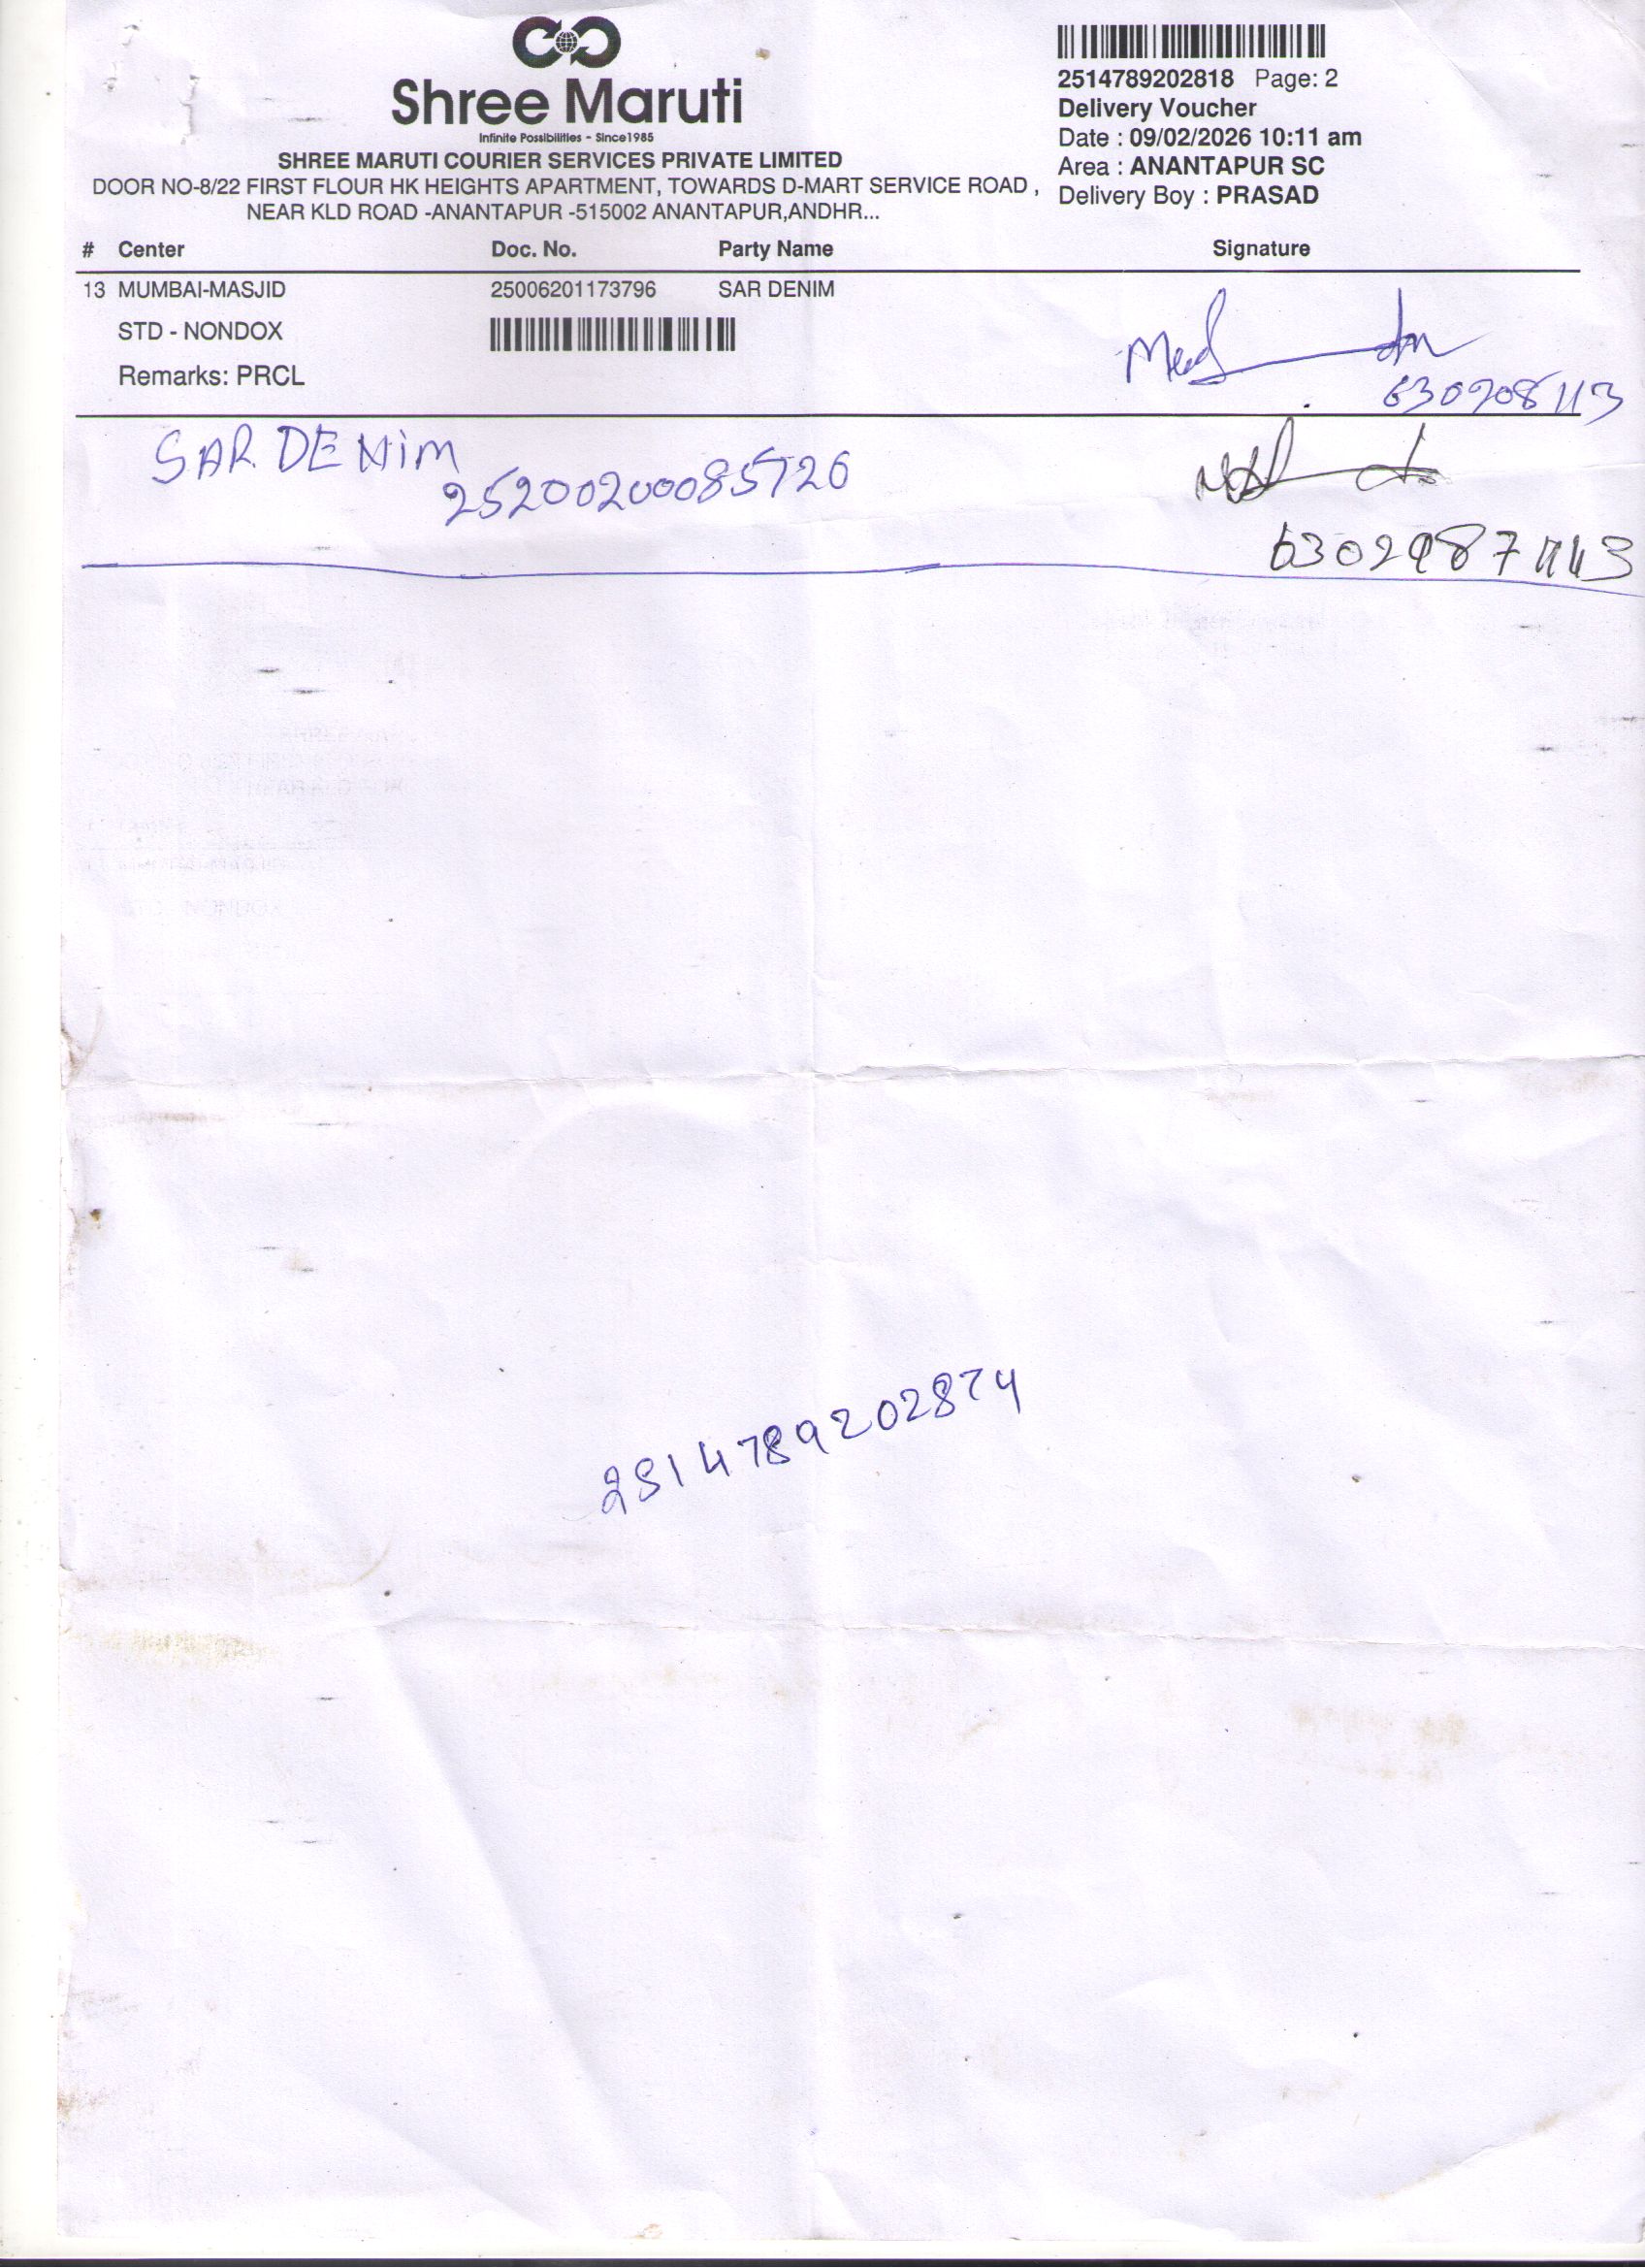 Shree Maruti
Infinite Possibilities - Since1985
SHREE MARUTI COURIER SERVICES PRIVATE LIMITED
DOOR NO-8/22 FIRST FLOUR HK HEIGHTS APARTMENT, TOWARDS D-MART SERVICE ROAD ,
NEAR KLD ROAD -ANANTAPUR -515002 ANANTAPUR,ANDHR...
2514789202818 Page: 2
Delivery Voucher
Date : 09/02/2026 10:11 am
Area : ANANTAPUR SC
Delivery Boy : PRASAD
# Center Doc. No. Party Name Signature
13 MUMBAI-MASJID 25006201173796 SAR DENIM
STD - NONDOX
Remarks: PRCL
SAR DENIM
25200200085726
2514789202874